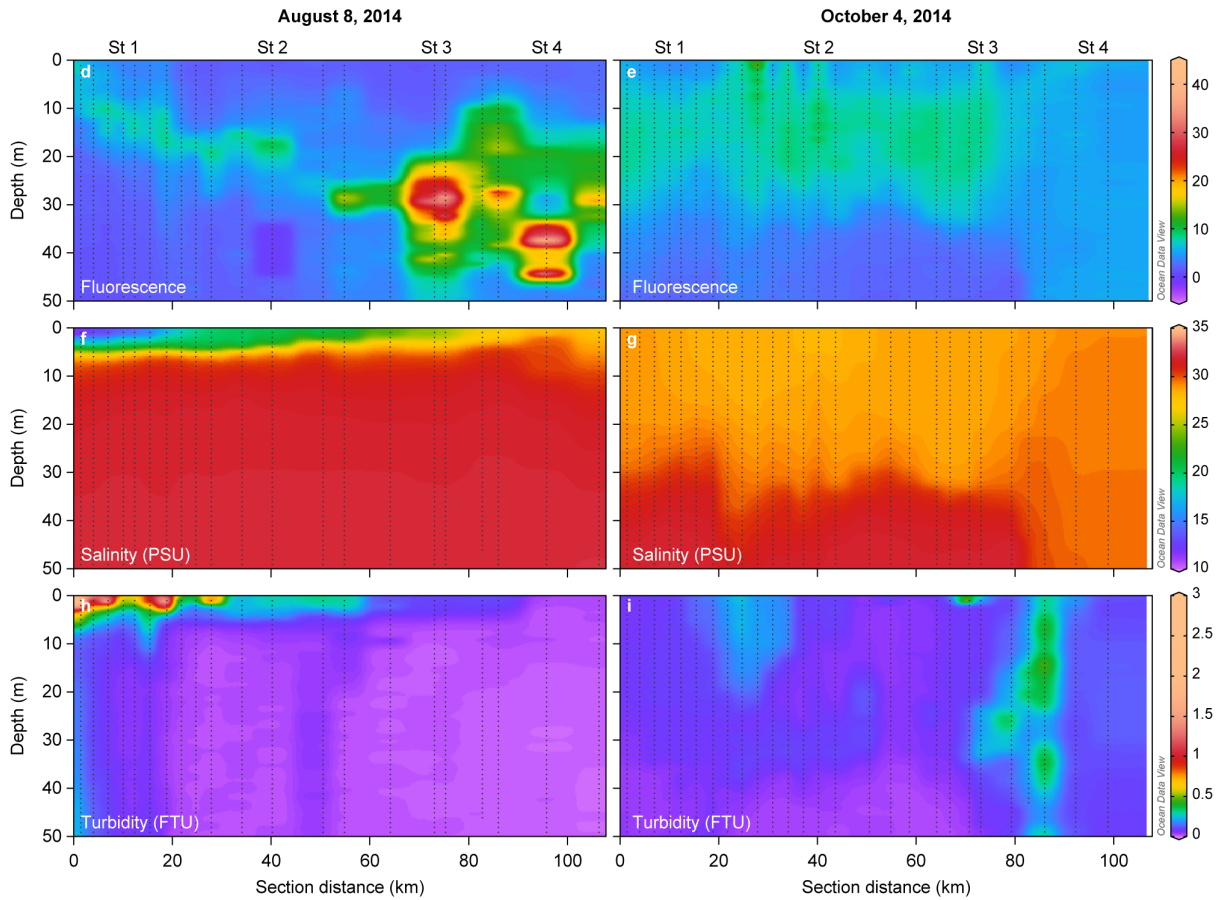 August 8, 2014
October 4, 2014
St 1 St 2 St 3 St 4
St 1 St 2 St 3 St 4
d
0
10
20
30
40
50
Depth (m)
Fluorescence
e
Fluorescence
Ocean Data View
40
30
20
10
0
f
0
10
20
30
40
50
Depth (m)
Salinity (PSU)
g
Salinity (PSU)
Ocean Data View
35
30
25
20
15
10
h
0
10
20
30
40
50
Depth (m)
Turbidity (FTU)
i
Turbidity (FTU)
Ocean Data View
3
2.5
2
1.5
1
0.5
0
0 20 40 60 80 100
0 20 40 60 80 100
Section distance (km)
Section distance (km)